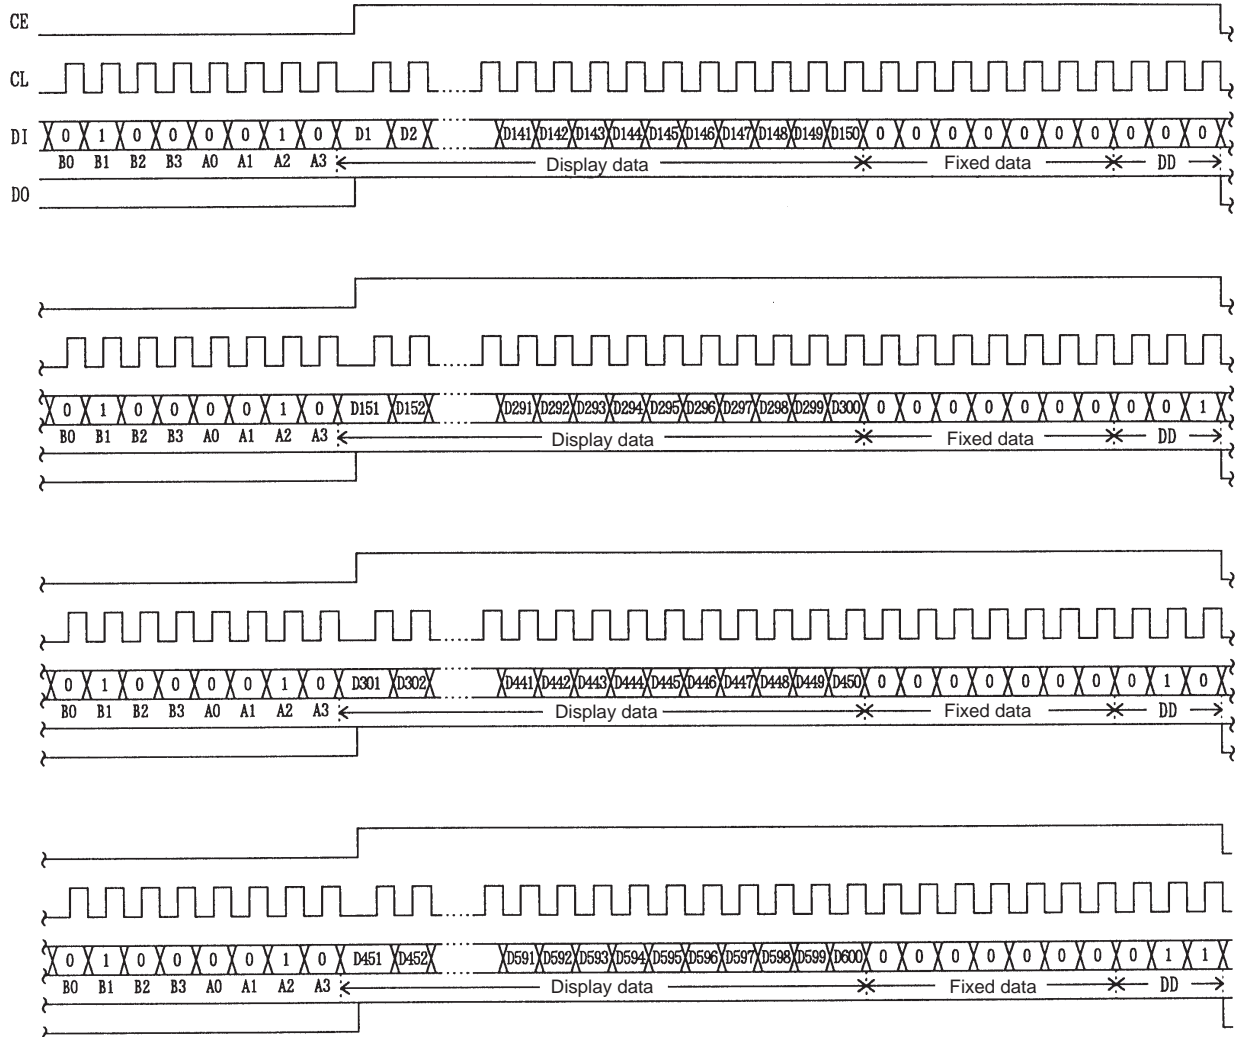 CE
CL
DI 0 1 0 0 0 0 1 0 D1 D2 D141 D142 D143 D144 D145 D146 D147 D148 D149 D150 0 0 0 0 0 0 0 0 0 0
B0 B1 B2 B3 A0 A1 A2 A3 Display data Fixed data DD
DO
0 1 0 0 0 0 1 0 D151 D152 D291 D292 D293 D294 D295 D296 D297 D298 D299 D300 0 0 0 0 0 0 0 0 0 1
B0 B1 B2 B3 A0 A1 A2 A3 Display data Fixed data DD
0 1 0 0 0 0 1 0 D301 D302 D441 D442 D443 D444 D445 D446 D447 D448 D449 D450 0 0 0 0 0 0 0 0 1 0
B0 B1 B2 B3 A0 A1 A2 A3 Display data Fixed data DD
0 1 0 0 0 0 1 0 D451 D452 D591 D592 D593 D594 D595 D596 D597 D598 D599 D600 0 0 0 0 0 0 0 0 1 1
B0 B1 B2 B3 A0 A1 A2 A3 Display data Fixed data DD